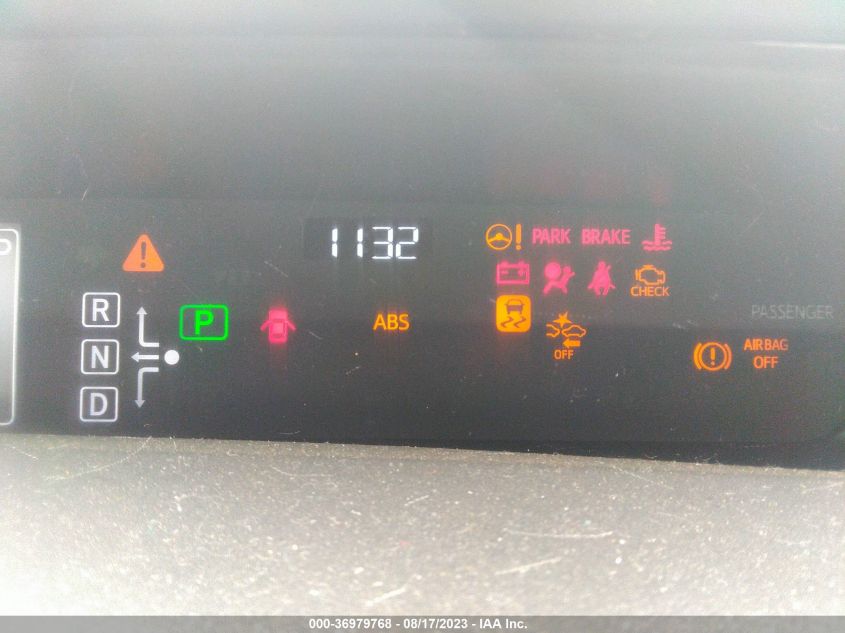 P
1132
PARK BRAKE
CHECK
R
P
ABS
PASSENGER
N
OFF
AIRBAG
OFF
D
000-36979768 - 08/17/2023 - IAA Inc.